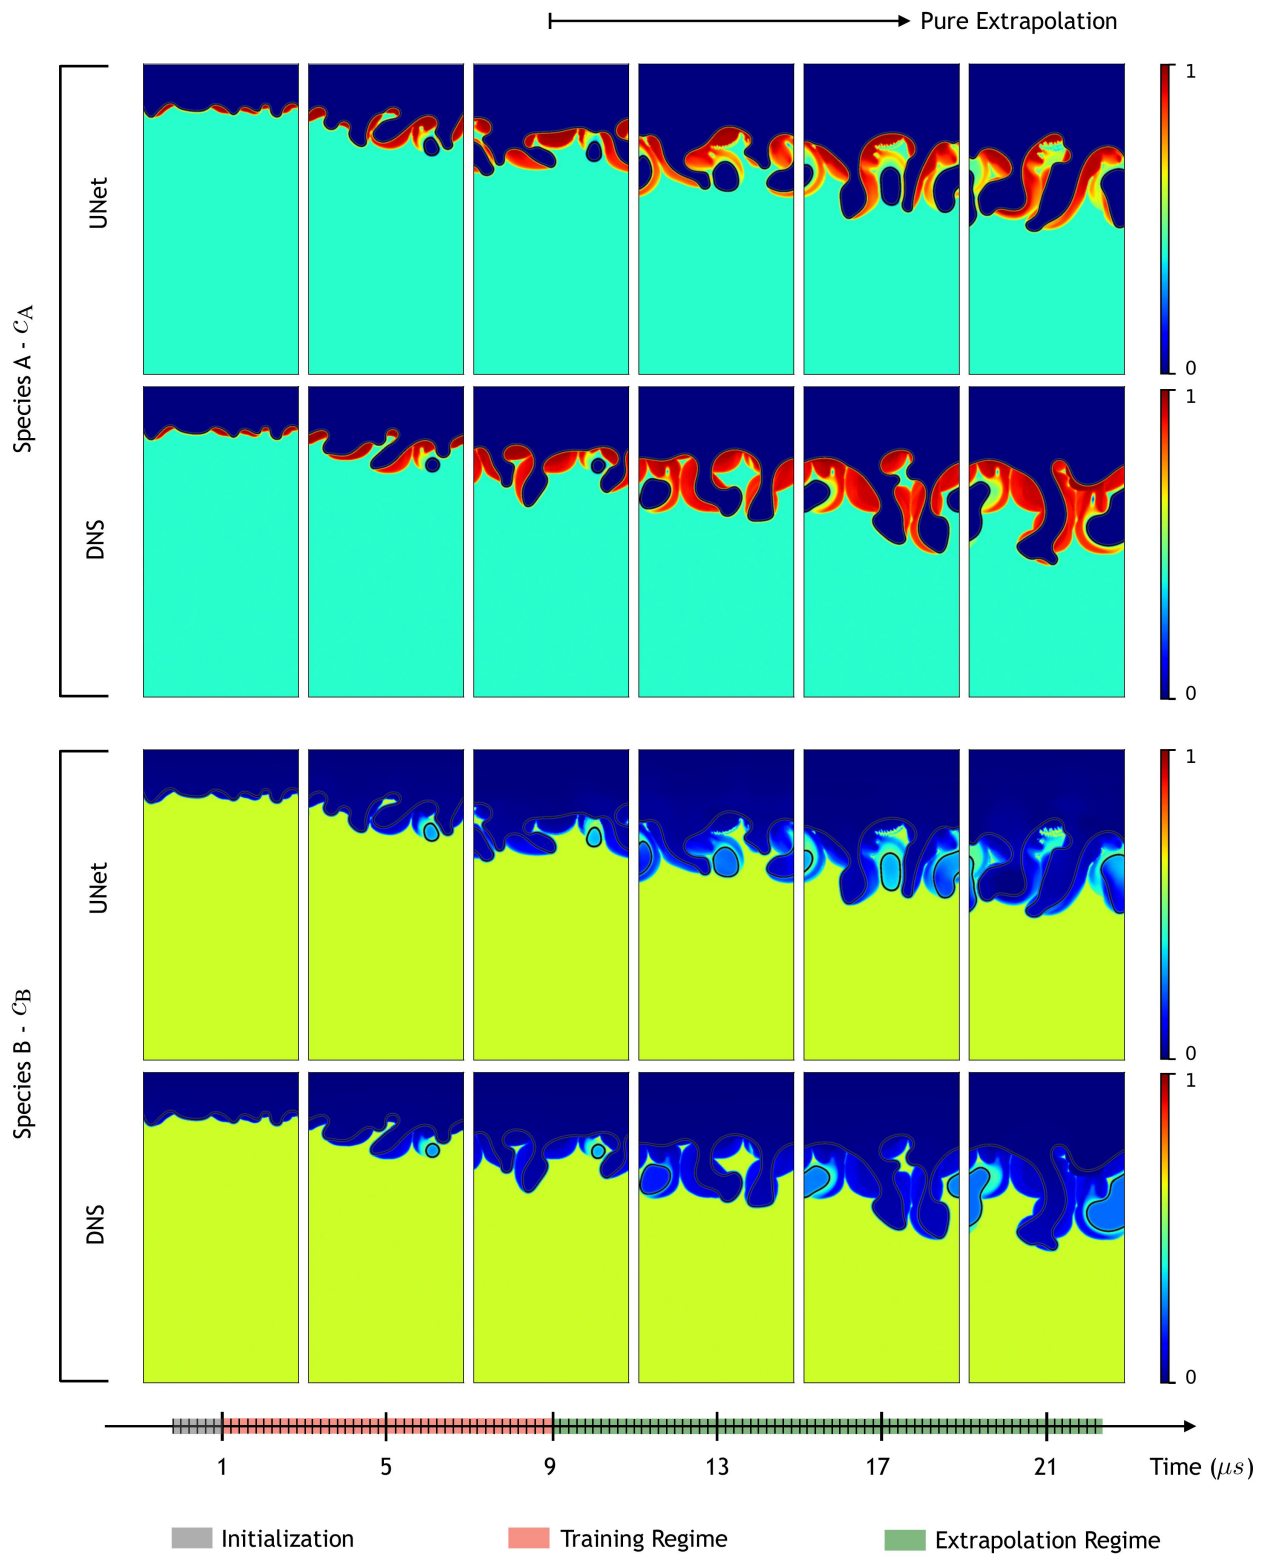 Pure Extrapolation
Species A - cA
UNet
1
0
DNS
1
0
Species B - cB
UNet
1
0
DNS
1
0
1 5 9 13 17 21 Time (μs)
Initialization Training Regime Extrapolation Regime